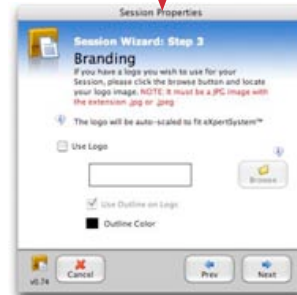 Session Properties
Session Wizard: Step 3
Branding
If you have a logo you wish to use for your
Session, please click the browse button and locate
your logo image. NOTE: It must be a JPG image with
the extension .jpg or .jpeg
The logo will be auto-scaled to fit eXpertSystem™
Use Logo
Browse
Use Outline on Logo
Outline Color
v0.74
Cancel
Prev
Next